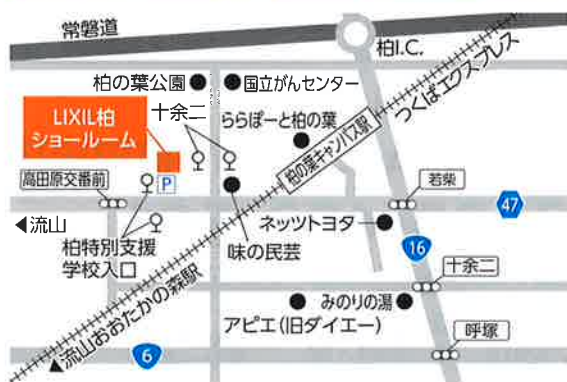 常磐道
柏I.C.
つくばエクスプレス
柏の葉公園
国立がんセンター
十余二
LIXIL柏
ショールーム
ららぽーと柏の葉
柏の葉キャンパス駅
高田原交番前
P
若柴
47
◀流山
柏特別支援
学校入口
味の民芸
ネッツトヨタ
16
十余二
みのりの湯
アピエ(旧ダイエー)
呼塚
▲流山おおたかの森駅
6